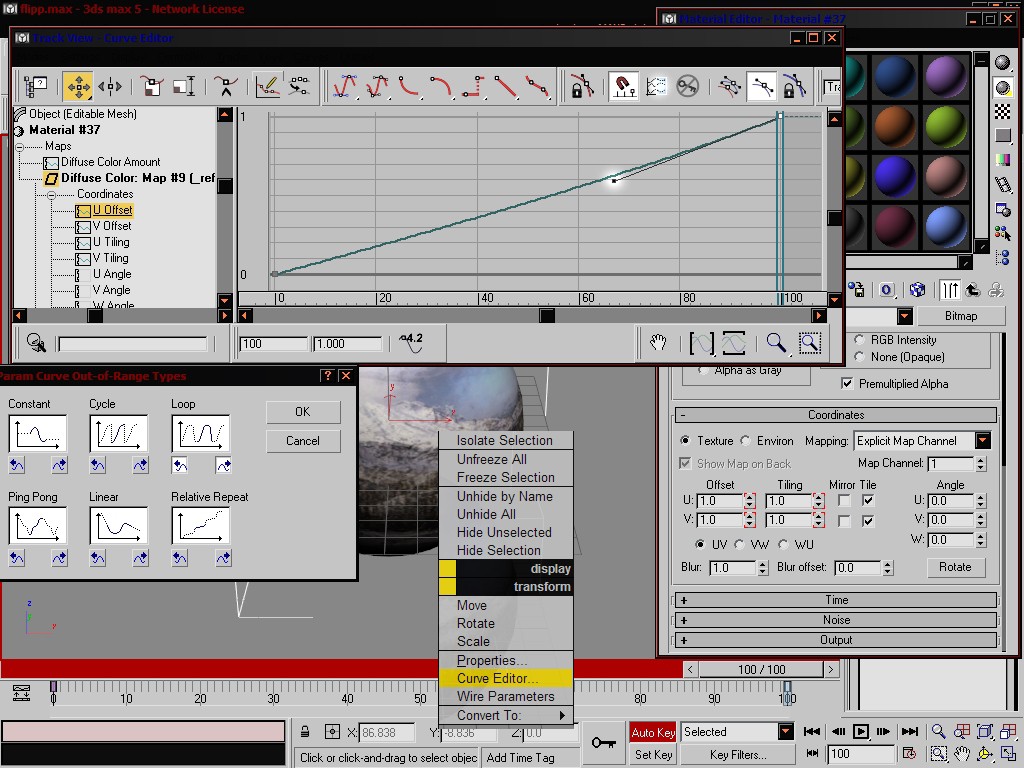 flipp.max - 3ds max 5 - Network License
Material Editor - Material #37
Track View - Curve Editor
Tra
Object (Editable Mesh)
Material #37
Maps
Diffuse Color Amount
Diffuse Color: Map #9 (_ref
Coordinates
U Offset
V Offset
U Tiling
V Tiling
U Angle
V Angle
W Angle
1
0
0 20 40 60 80 100
100 1.000 4.2
Bitmap
RGB Intensity
Alpha as Gray
None (Opaque)
Premultiplied Alpha
Coordinates
Texture Environ Mapping: Explicit Map Channel
Show Map on Back Map Channel: 1
Offset Tiling Mirror Tile Angle
U: 1.0 1.0 U: 0.0
V: 1.0 1.0 V: 0.0
W: 0.0
UV VW WU
Blur: 1.0 Blur offset: 0.0 Rotate
+ Time
+ Noise
+ Output
Param Curve Out-of-Range Types
Constant Cycle Loop
OK
Cancel
Ping Pong Linear Relative Repeat
y
z
Isolate Selection
Unfreeze All
Freeze Selection
Unhide by Name
Unhide All
Hide Unselected
Hide Selection
display
transform
Move
Rotate
Scale
Properties...
Curve Editor...
Wire Parameters
Convert To:
< 100 / 100 >
0 10 20 30 40 80 90 100
X: 86.838 Y: -8.836 Z: 0.0
Auto Key Selected
Click or click-and-drag to select objec Add Time Tag
Set Key Key Filters...
100